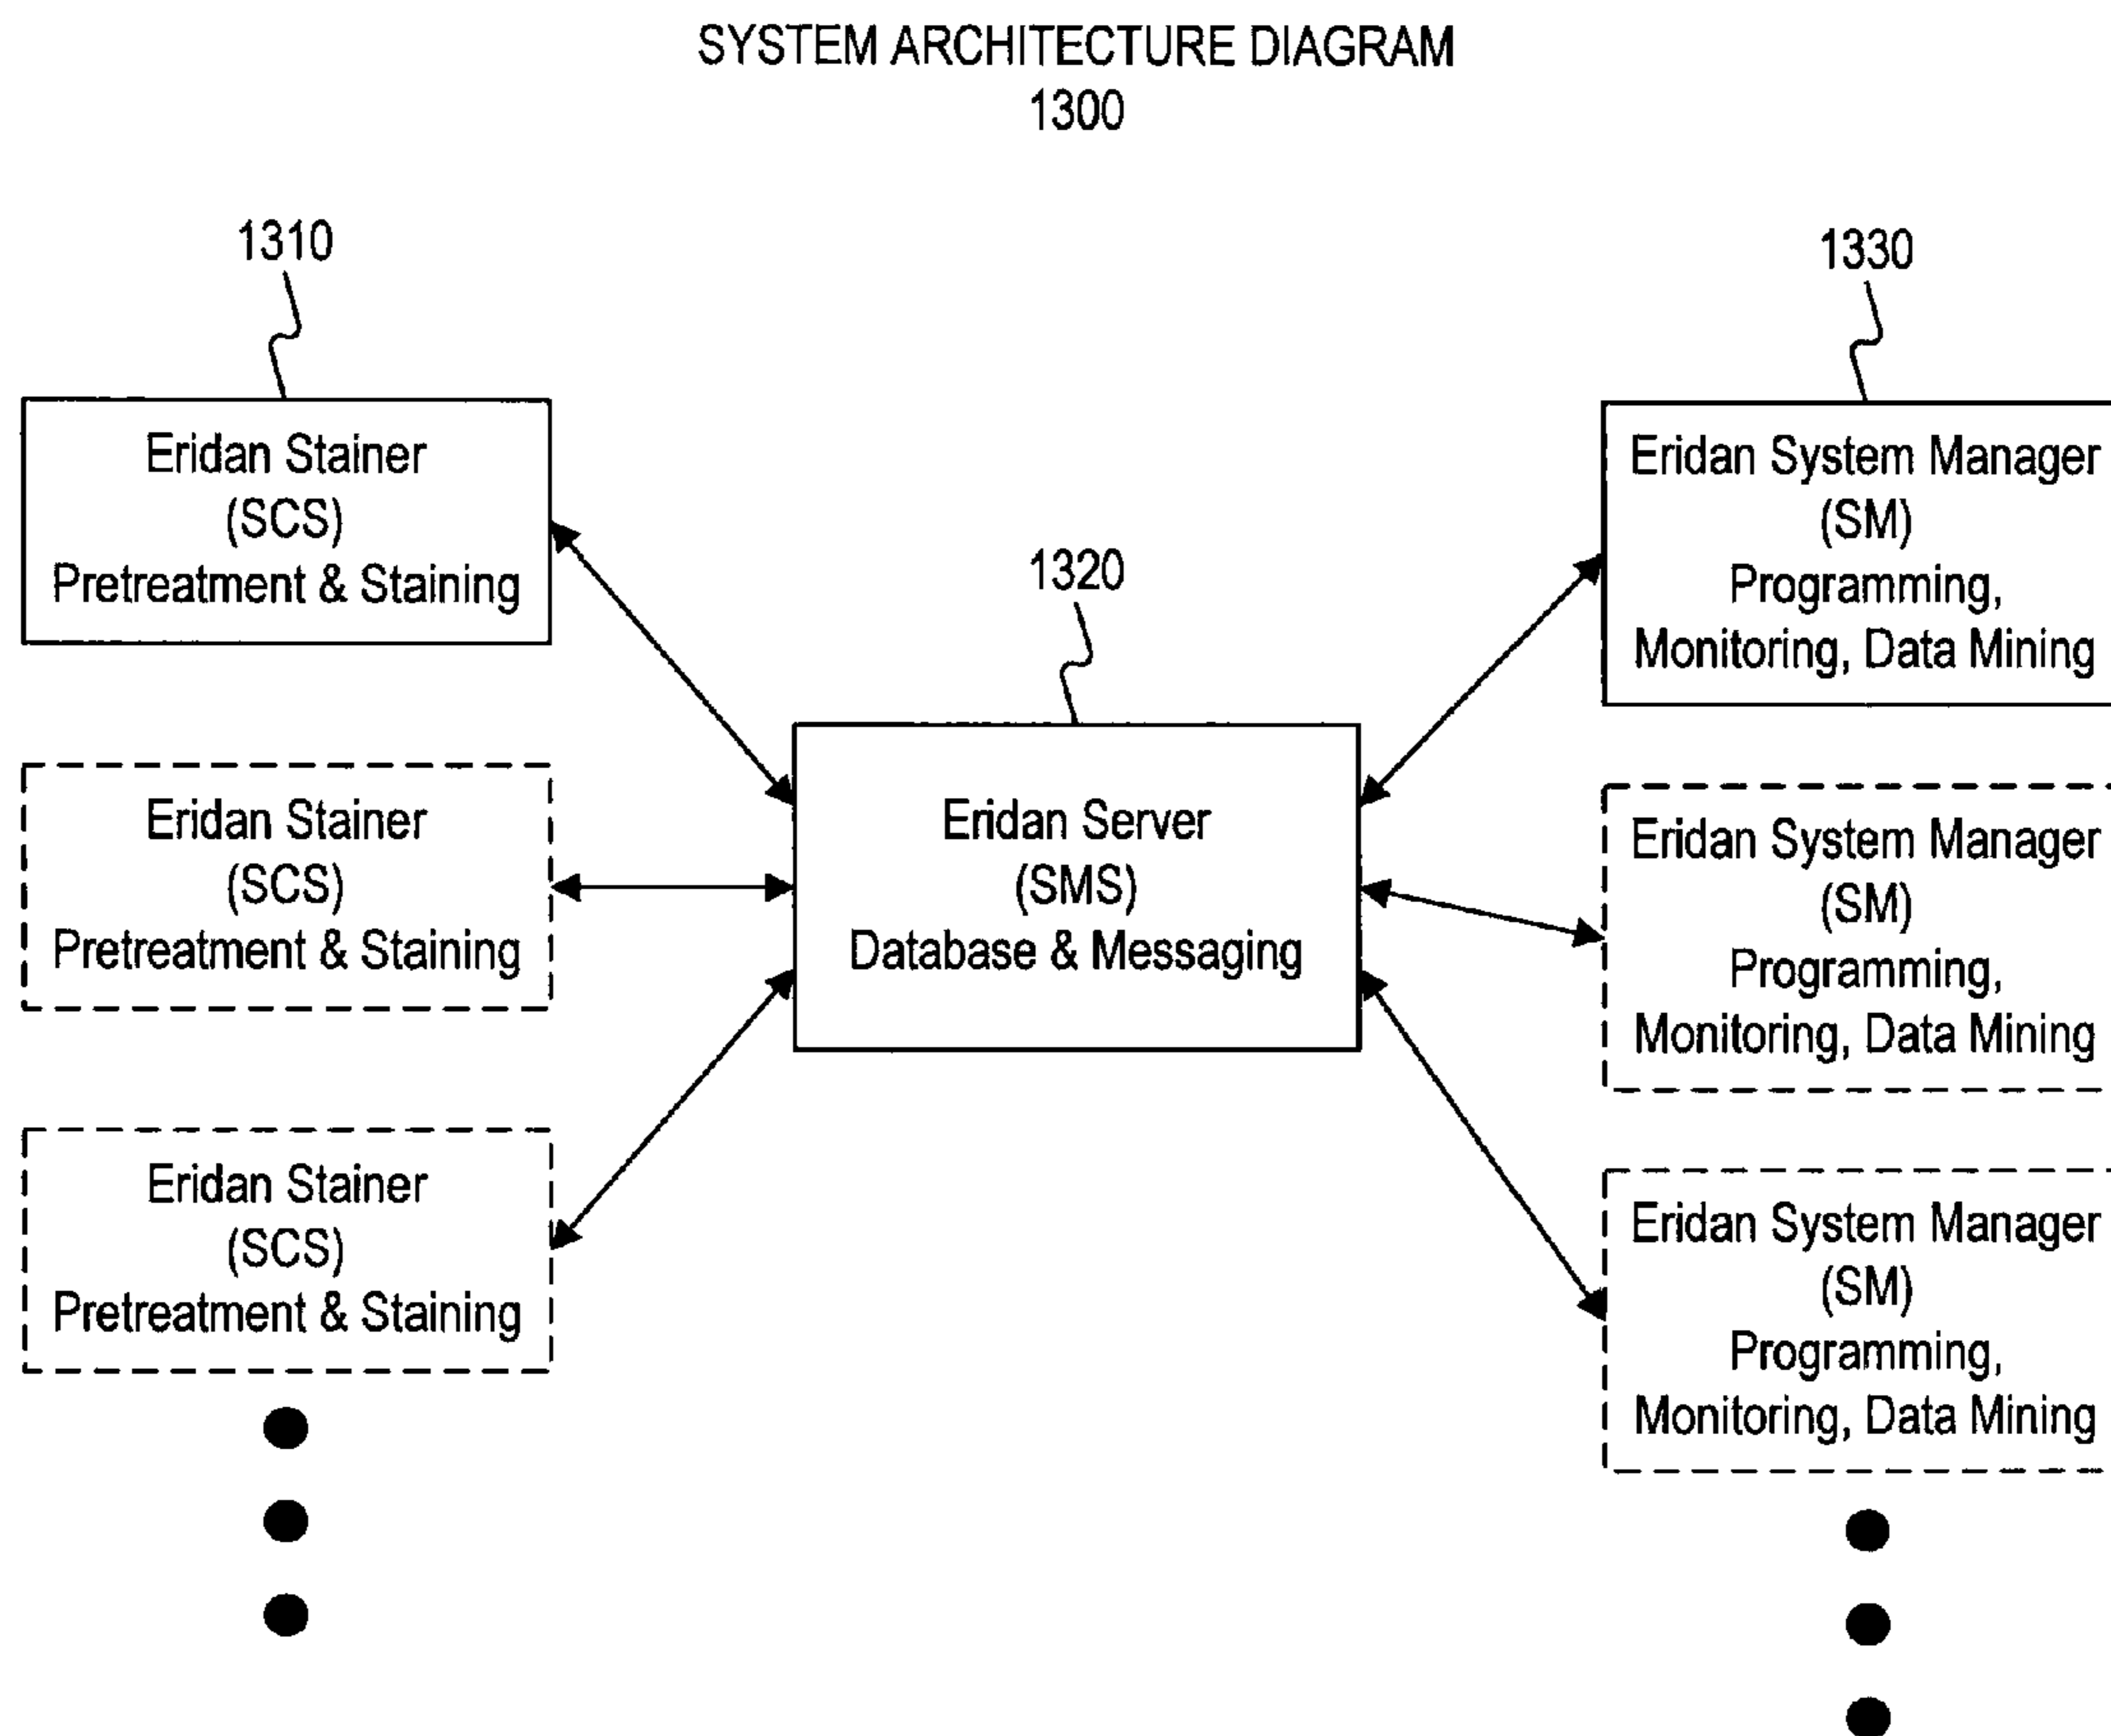 SYSTEM ARCHITECTURE DIAGRAM
1300
1310
Eridan Stainer
(SCS)
Pretreatment & Staining
Eridan Stainer
(SCS)
Pretreatment & Staining
Eridan Stainer
(SCS)
Pretreatment & Staining
1320
Eridan Server
(SMS)
Database & Messaging
1330
Eridan System Manager
(SM)
Programming,
Monitoring, Data Mining
Eridan System Manager
(SM)
Programming,
Monitoring, Data Mining
Eridan System Manager
(SM)
Programming,
Monitoring, Data Mining